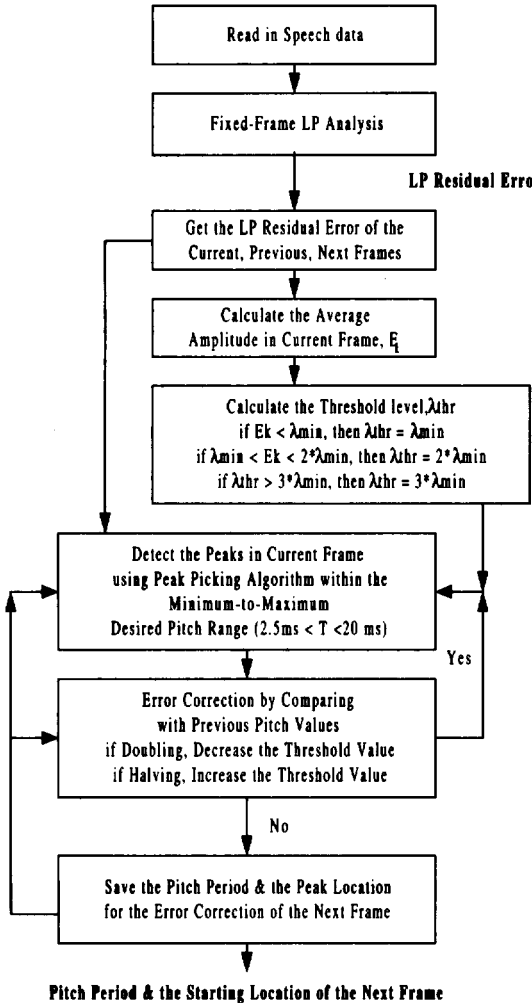 Read in Speech data
Fixed-Frame LP Analysis
LP Residual Erro
Get the LP Residual Error of the
Current, Previous, Next Frames
Calculate the Average
Amplitude in Current Frame, E_t
Calculate the Threshold level,λthr
if Ek < λmin, then λthr = λmin
if λmin < Ek < 2*λmin, then λthr = 2*λmin
if λthr > 3*λmin, then λthr = 3*λmin
Detect the Peaks in Current Frame
using Peak Picking Algorithm within the
Minimum-to-Maximum
Desired Pitch Range (2.5ms < T <20 ms)
Yes
Error Correction by Comparing
with Previous Pitch Values
if Doubling, Decrease the Threshold Value
if Halving, Increase the Threshold Value
No
Save the Pitch Period & the Peak Location
for the Error Correction of the Next Frame
Pitch Period & the Starting Location of the Next Frame